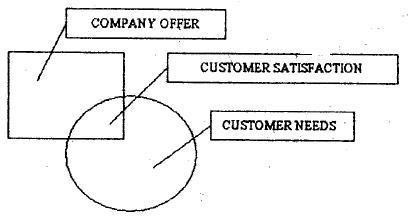 COMPANY OFFER
CUSTOMER SATISFACTION
CUSTOMER NEEDS